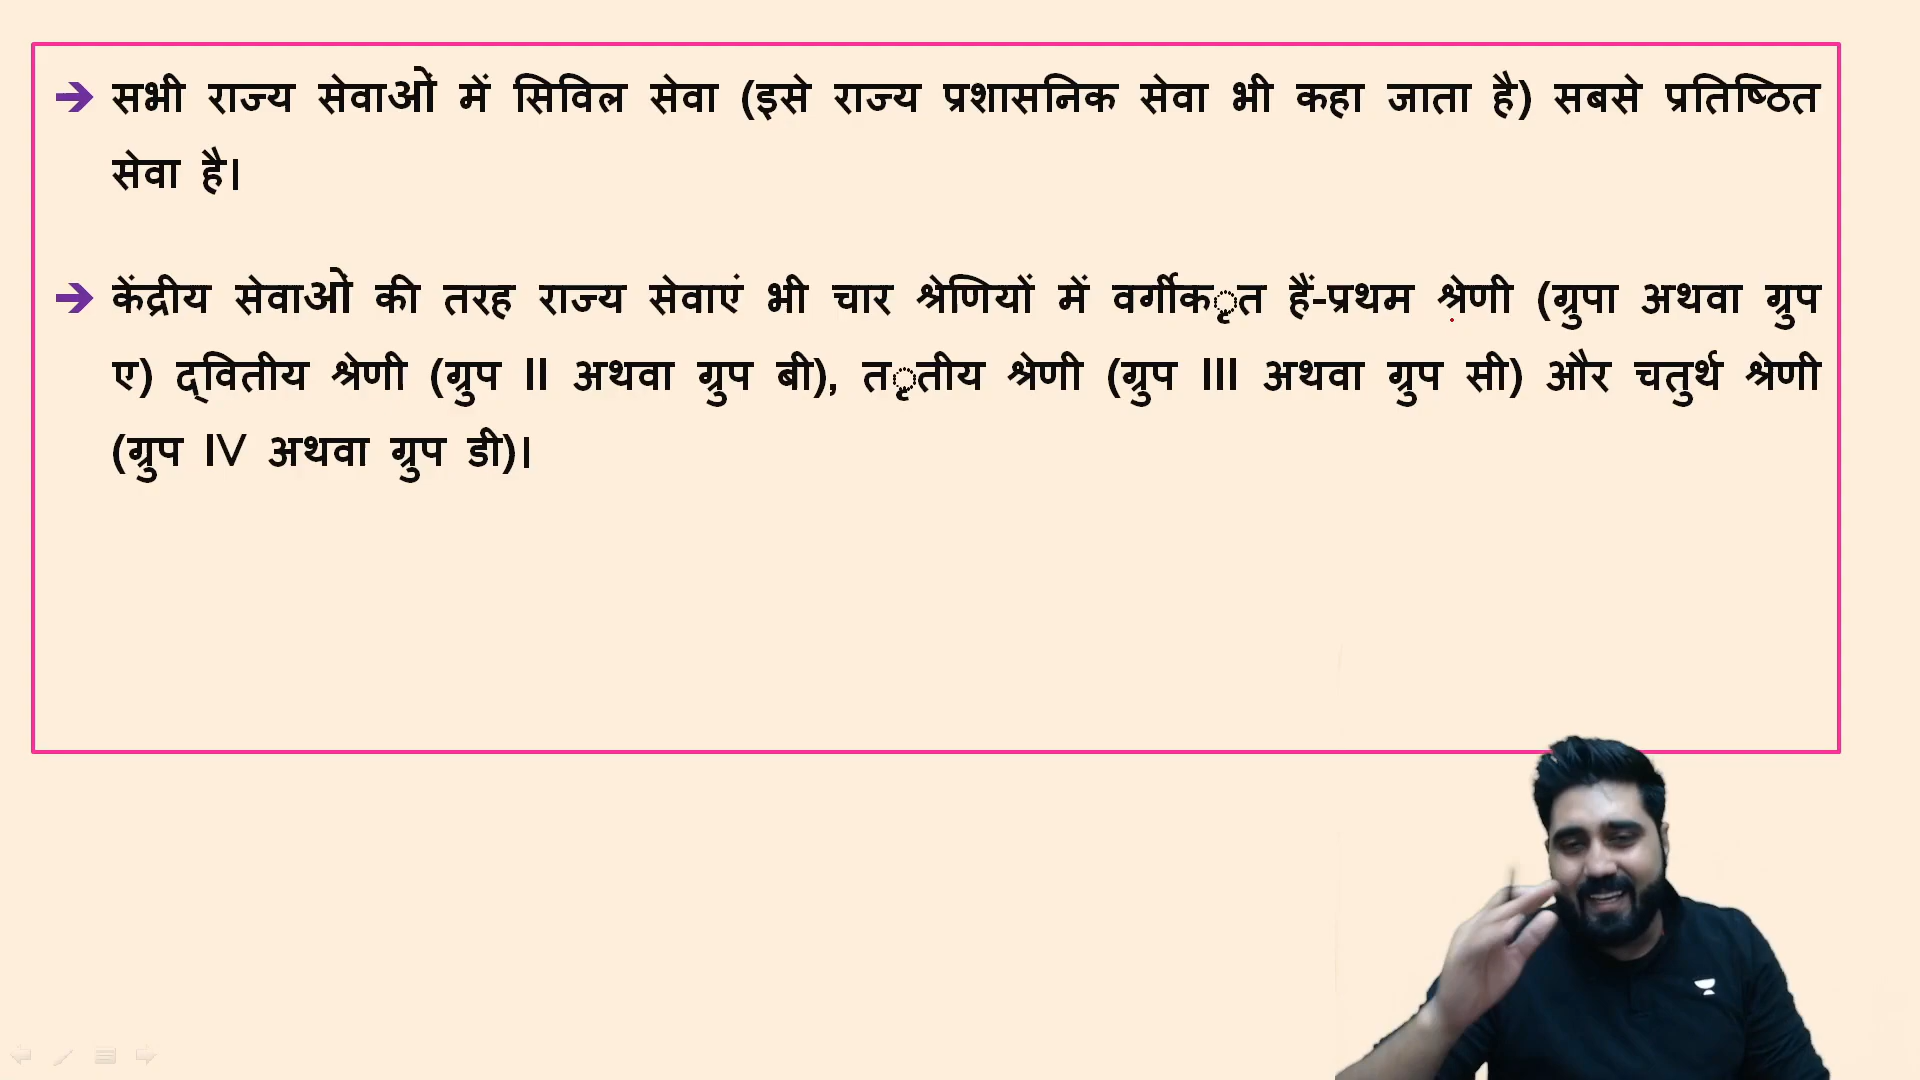 ➔ सभी राज्य सेवाओं में सिविल सेवा (इसे राज्य प्रशासनिक सेवा भी कहा जाता है) सबसे प्रतिष्ठित
सेवा है।
➔ केंद्रीय सेवाओं की तरह राज्य सेवाएं भी चार श्रेणियों में वर्गीक◌ृत हैं-प्रथम श्रेणी (ग्रुपा अथवा ग्रुप
ए) द्‌वितीय श्रेणी (ग्रुप II अथवा ग्रुप बी), त◌ृतीय श्रेणी (ग्रुप III अथवा ग्रुप सी) और चतुर्थ श्रेणी
(ग्रुप IV अथवा ग्रुप डी)।